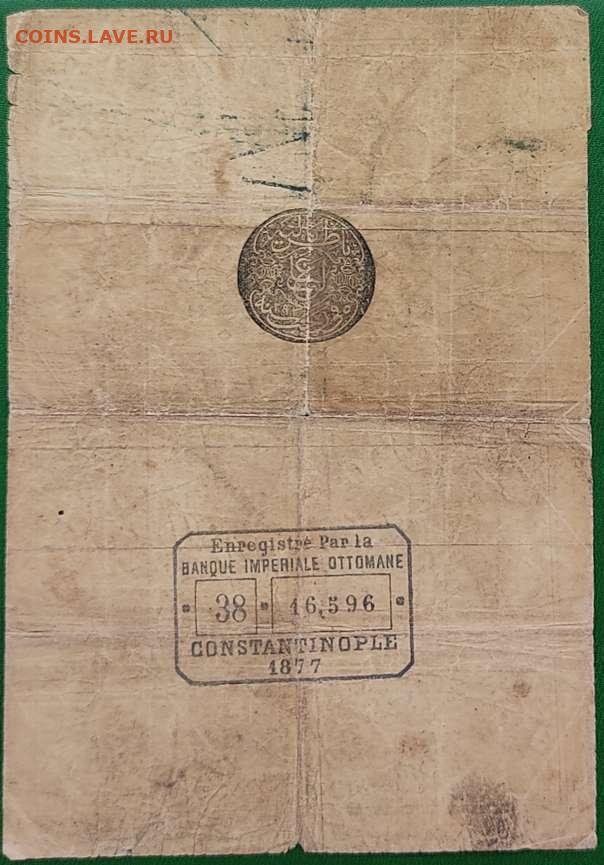 COINS.LAVE.RU
Enregistré Par la
BANQUE IMPERIALE OTTOMANE
38 16,596
CONSTANTINOPLE
1877